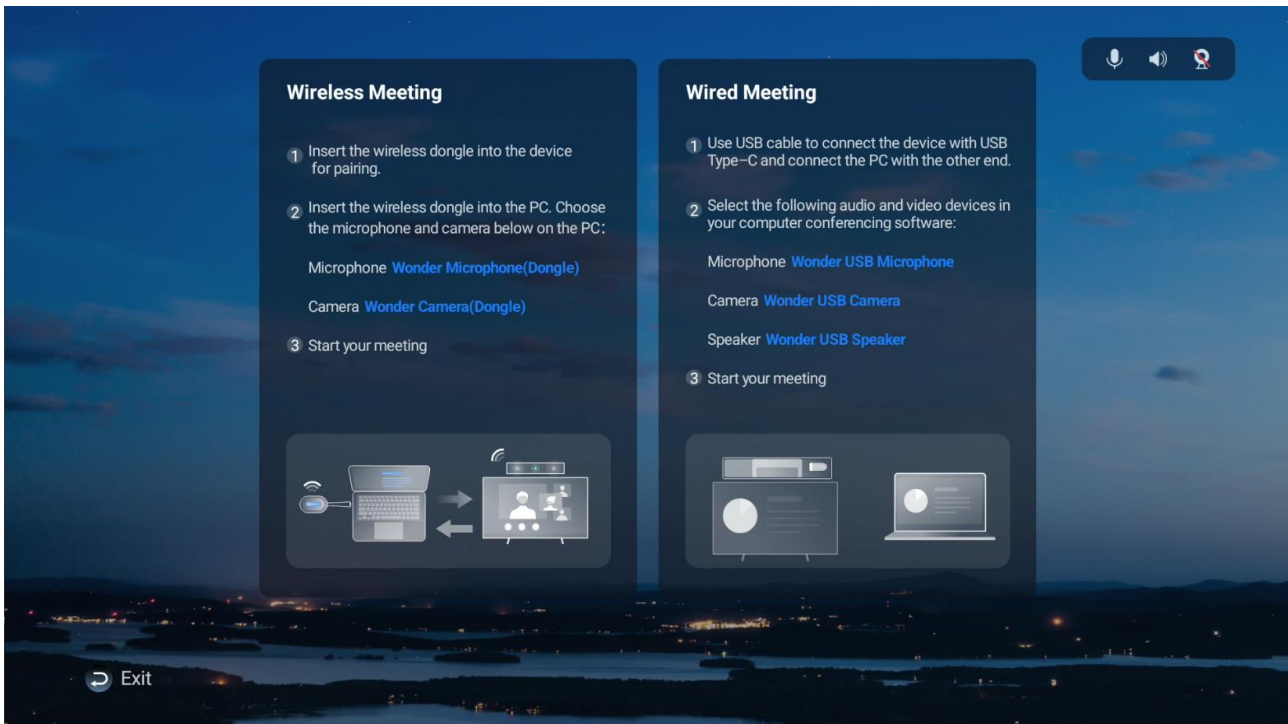 Wireless Meeting
1 Insert the wireless dongle into the device
for pairing.
2 Insert the wireless dongle into the PC. Choose
the microphone and camera below on the PC:
Microphone Wonder Microphone(Dongle)
Camera Wonder Camera(Dongle)
3 Start your meeting
Wired Meeting
1 Use USB cable to connect the device with USB
Type-C and connect the PC with the other end.
2 Select the following audio and video devices in
your computer conferencing software:
Microphone Wonder USB Microphone
Camera Wonder USB Camera
Speaker Wonder USB Speaker
3 Start your meeting
Exit